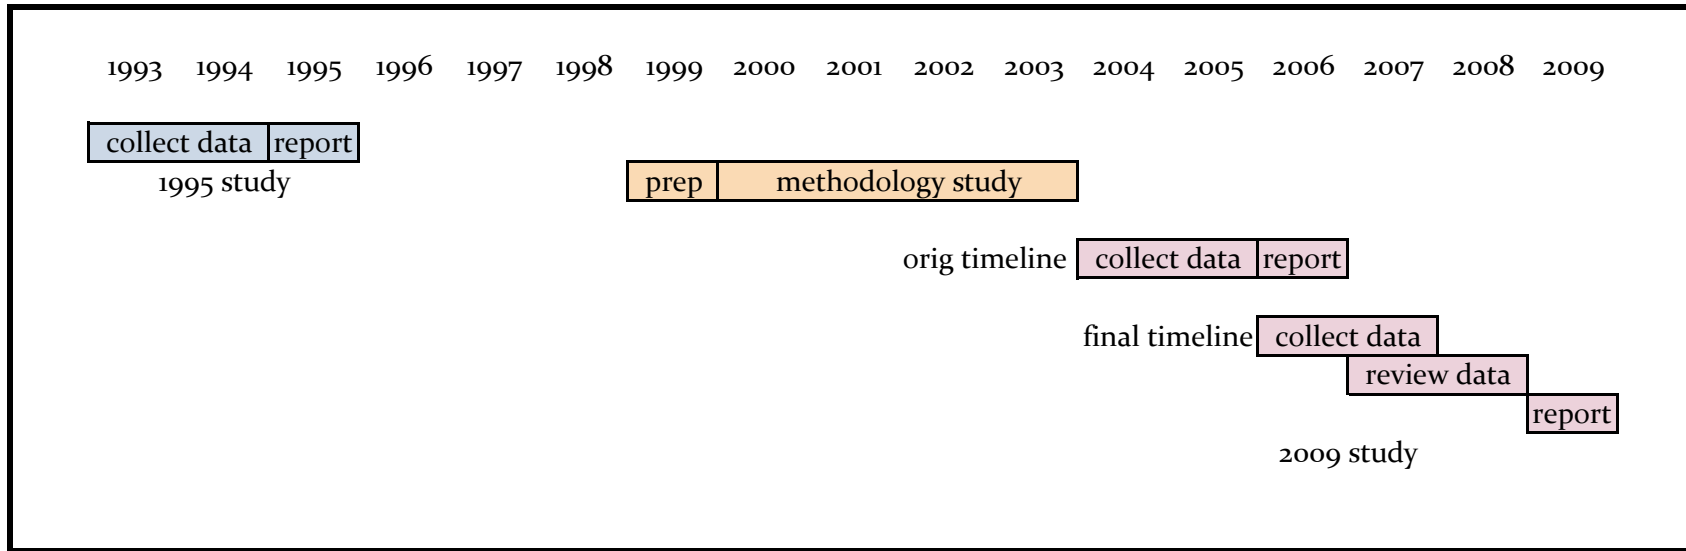 1993 1994 1995 1996 1997 1998 1999 2000 2001 2002 2003 2004 2005 2006 2007 2008 2009
collect data report
1995 study
prep methodology study
orig timeline collect data report
final timeline collect data
review data
report
2009 study